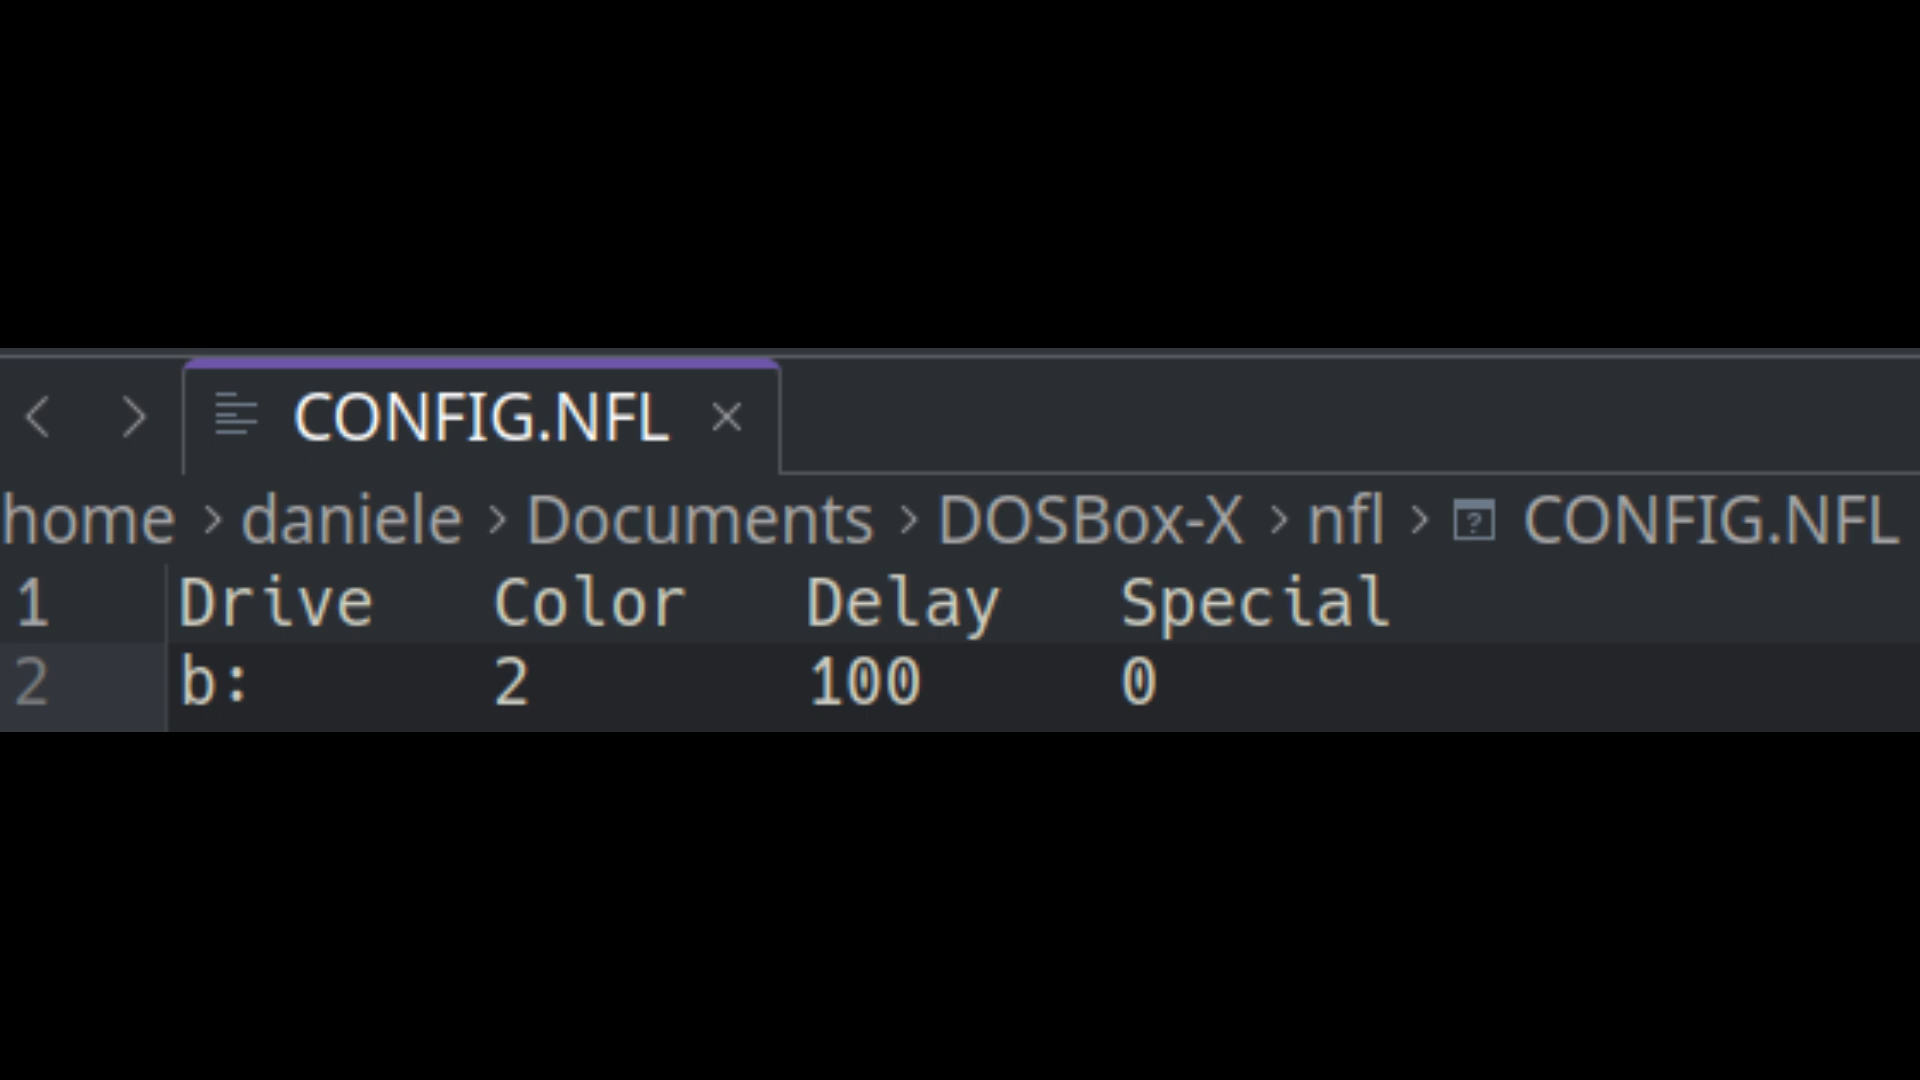 CONFIG.NFL
home > daniele > Documents > DOSBox-X > nfl > CONFIG.NFL
1 Drive Color Delay Special
2 b: 2 100 0